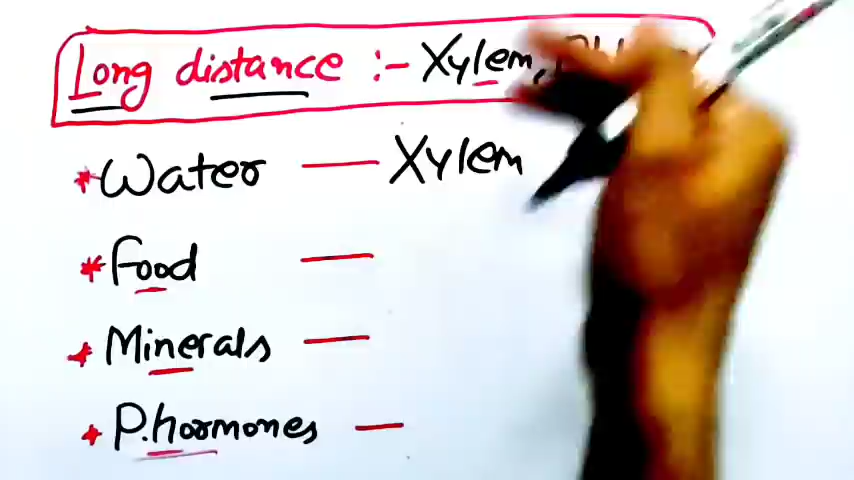 Long distance :- Xylem,
* Water — Xylem
* Food —
* Minerals —
* P.hormones —